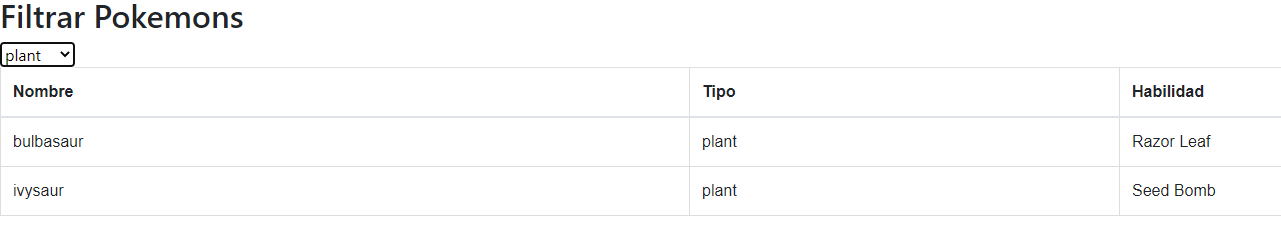 Filtrar Pokemons
plant
Nombre Tipo Habilidad
bulbasaur plant Razor Leaf
ivysaur plant Seed Bomb